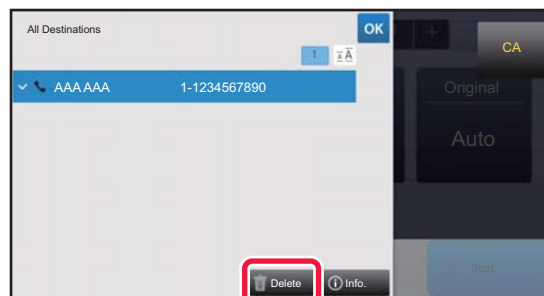 All Destinations
OK
CA
1
AAA AAA 1-1234567890
Original
Auto
Delete
Info.
Start